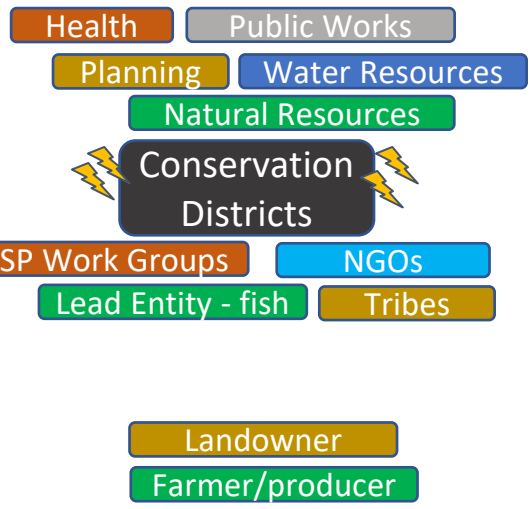 Health
Public Works
Planning
Water Resources
Natural Resources
Conservation
Districts
SP Work Groups
NGOs
Lead Entity - fish
Tribes
Landowner
Farmer/producer